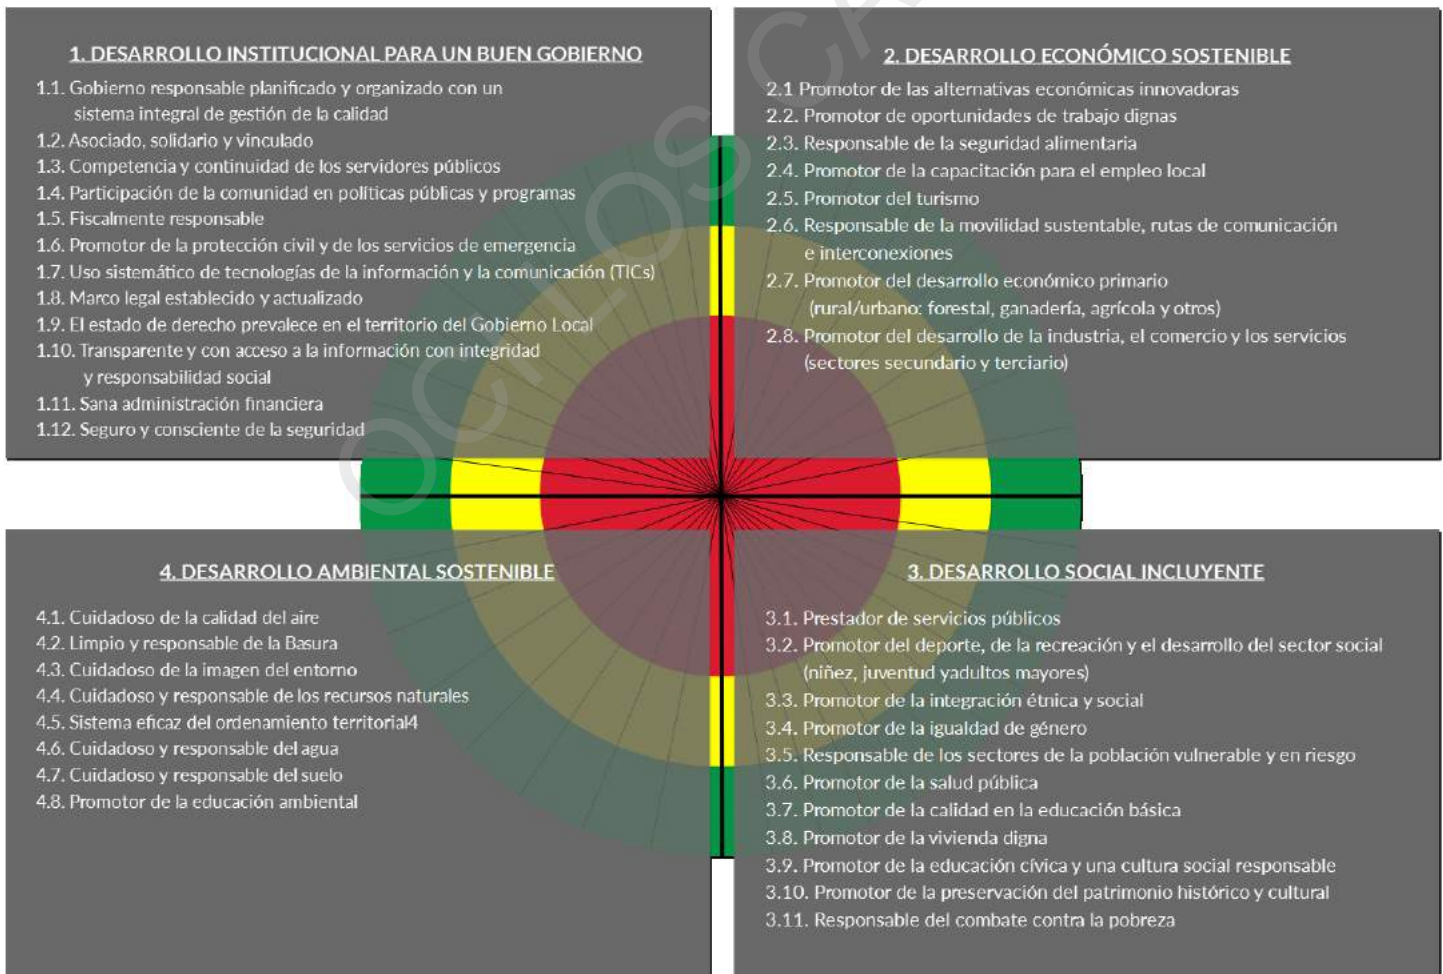 1. DESARROLLO INSTITUCIONAL PARA UN BUEN GOBIERNO
1.1. Gobierno responsable planificado y organizado con un
sistema integral de gestión de la calidad
1.2. Asociado, solidario y vinculado
1.3. Competencia y continuidad de los servidores públicos
1.4. Participación de la comunidad en políticas públicas y programas
1.5. Fiscalmente responsable
1.6. Promotor de la protección civil y de los servicios de emergencia
1.7. Uso sistemático de tecnologías de la información y la comunicación (TICs)
1.8. Marco legal establecido y actualizado
1.9. El estado de derecho prevalece en el territorio del Gobierno Local
1.10. Transparente y con acceso a la información con integridad
y responsabilidad social
1.11. Sana administración financiera
1.12. Seguro y consciente de la seguridad
2. DESARROLLO ECONÓMICO SOSTENIBLE
2.1 Promotor de las alternativas económicas innovadoras
2.2. Promotor de oportunidades de trabajo dignas
2.3. Responsable de la seguridad alimentaria
2.4. Promotor de la capacitación para el empleo local
2.5. Promotor del turismo
2.6. Responsable de la movilidad sustentable, rutas de comunicación
e interconexiones
2.7. Promotor del desarrollo económico primario
(rural/urbano: forestal, ganadería, agrícola y otros)
2.8. Promotor del desarrollo de la industria, el comercio y los servicios
(sectores secundario y terciario)
4. DESARROLLO AMBIENTAL SOSTENIBLE
4.1. Cuidadoso de la calidad del aire
4.2. Limpio y responsable de la Basura
4.3. Cuidadoso de la imagen del entorno
4.4. Cuidadoso y responsable de los recursos naturales
4.5. Sistema eficaz del ordenamiento territorial4
4.6. Cuidadoso y responsable del agua
4.7. Cuidadoso y responsable del suelo
4.8. Promotor de la educación ambiental
3. DESARROLLO SOCIAL INCLUYENTE
3.1. Prestador de servicios públicos
3.2. Promotor del deporte, de la recreación y el desarrollo del sector social
(niñez, juventud yadultos mayores)
3.3. Promotor de la integración étnica y social
3.4. Promotor de la igualdad de género
3.5. Responsable de los sectores de la población vulnerable y en riesgo
3.6. Promotor de la salud pública
3.7. Promotor de la calidad en la educación básica
3.8. Promotor de la vivienda digna
3.9. Promotor de la educación cívica y una cultura social responsable
3.10. Promotor de la preservación del patrimonio histórico y cultural
3.11. Responsable del combate contra la pobreza